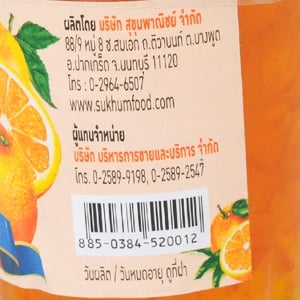 ผลิตโดย บริษัท สุขุมพาณิชย์ จำกัด
88/9 หมู่ 8 ซ.สมเอก ถ.ติวานนท์ ต.บางพูด
อ.ปากเกร็ด จ.นนทบุรี 11120
โทร : 0-2964-6507
www.sukhumfood.com
ผู้แทนจำหน่าย
บริษัท บริหารการขายและบริการ จำกัด
โทร. 0-2589-9198, 0-2589-2547
885-0384-520012
วันผลิต / วันหมดอายุ ดูที่ฝา